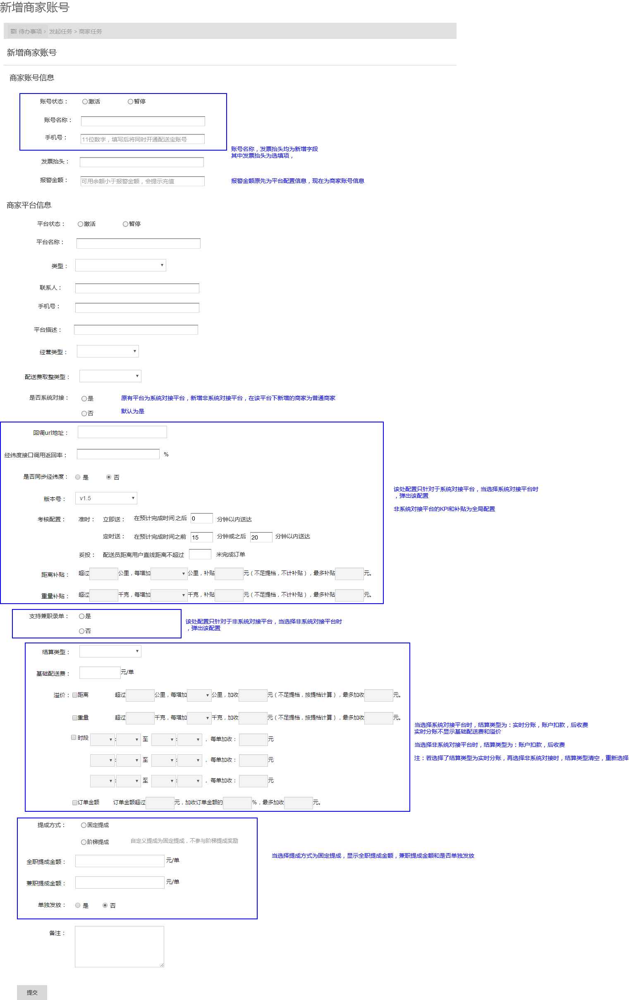 新增商家账号
待办事项 › 发起任务 > 商家任务
新增商家账号
商家账号信息
账号状态： 激活 暂停
账号名称：
手机号： 11位数字，填写后将同时开通配送宝账号
账号名称，发票抬头均为新增字段
其中发票抬头为选填项，
发票抬头：
报警金额： 可用余额小于报警金额，会提示充值 报警金额原先为平台配置信息，现在为商家账号信息
商家平台信息
平台状态： 激活 暂停
平台名称：
类型：
联系人：
手机号：
平台描述：
经营类型：
配送费取整类型：
是否系统对接： 是 原有平台为系统对接平台，新增非系统对接平台，在该平台下新增的商家为普通商家
否 默认为是
回调url地址：
经纬度接口调用返回率： %
是否同步经纬度： 是 否
该处配置只针对于系统对接平台，当选择系统对接平台时
，弹出该配置
版本号： v1.5
非系统对接平台的KPI和补贴为全局配置
考核配置： 准时： 立即送： 在预计完成时间之后 0 分钟以内送达
定时送： 在预计完成时间之前 15 分钟或之后 20 分钟以内送达
妥投： 配送员距离用户直线距离不超过 米完成订单
距离补贴： 超过 公里，每增加 公里，补贴 元（不足提档，不计补贴），最多补贴 元。
重量补贴： 超过 千克，每增加 千克，补贴 元（不足提档，不计补贴），最多补贴 元。
支持兼职录单： 是
否
该处配置只针对于非系统对接平台，当选择非系统对接平台时
，弹出该配置
结算类型：
基础配送费： 元/单
溢价： 距离 超过 公里，每增加 公里，加收 元（不足提档，按提档计算），最多加收 元。
重量 超过 千克，每增加 千克，加收 元（不足提档，按提档计算），最多加收 元。
当选择系统对接平台时，结算类型为：实时分账，账户扣款，后收费
实时分账不显示基础配送费和溢价
时段 : 至 : ， 每单加收： 元
当选择非系统对接平台时，结算类型为：账户扣款，后收费
: 至 : ， 每单加收： 元
注：若选择了结算类型为实时分账，再选择非系统对接时，结算类型清空，重新选择
: 至 : ， 每单加收： 元
订单金额 订单金额超过 元，加收订单金额的 %，最多加收 元。
提成方式： 固定提成
阶梯提成 自定义提成为固定提成，不参与阶梯提成奖励
当选择提成方式为固定提成，显示全职提成金额，兼职提成金额和是否单独发放
全职提成金额： 元/单
兼职提成金额： 元/单
单独发放： 是 否
备注：
提交